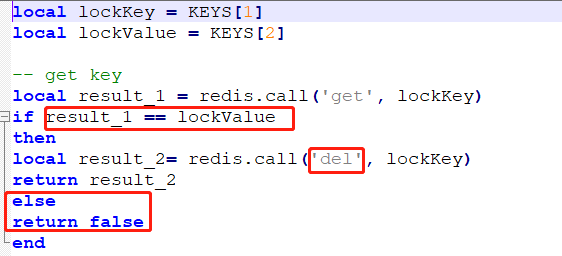 local lockKey = KEYS[1]
local lockValue = KEYS[2]
-- get key
local result_1 = redis.call('get', lockKey)
if result_1 == lockValue
then
local result_2= redis.call('del', lockKey)
return result_2
else
return false
end